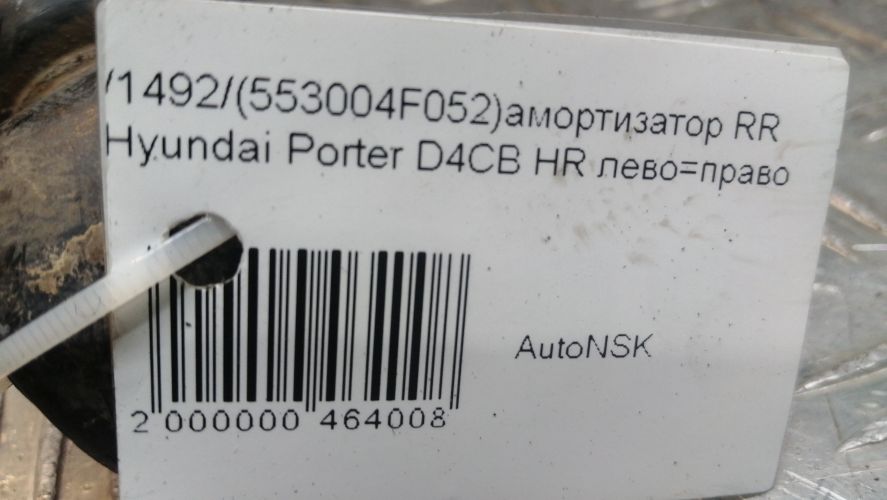 /1492/(553004F052)амортизатор RR
Hyundai Porter D4CB HR лево=право
AutoNSK
2 000000 464008